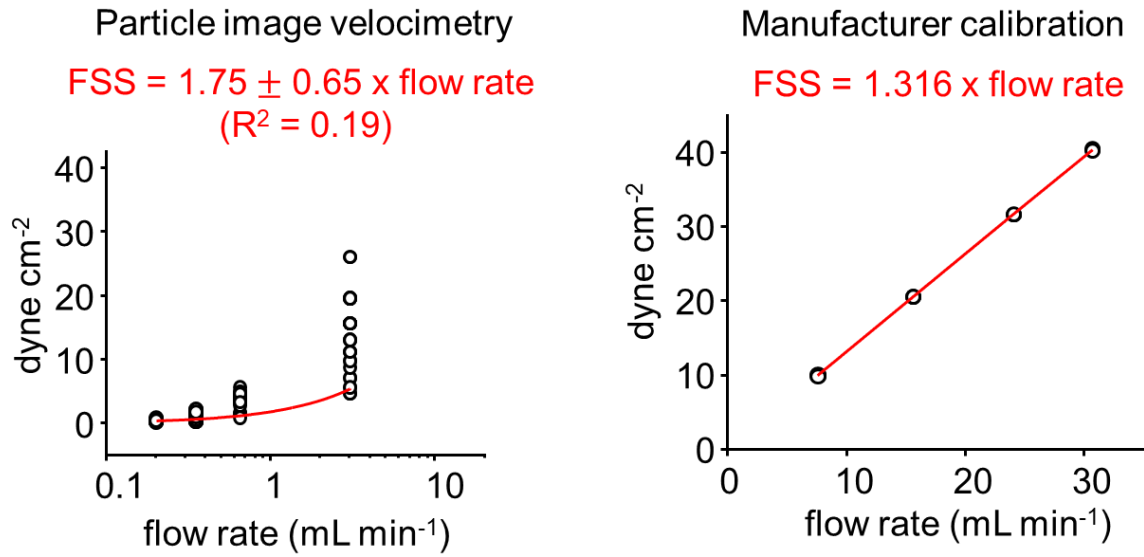 Particle image velocimetry
FSS = 1.75 ± 0.65 x flow rate
(R² = 0.19)
dyne cm⁻²
40
30
20
10
0
0.1
1
10
flow rate (mL min⁻¹)
Manufacturer calibration
FSS = 1.316 x flow rate
dyne cm⁻²
40
30
20
10
0
0
10
20
30
flow rate (mL min⁻¹)